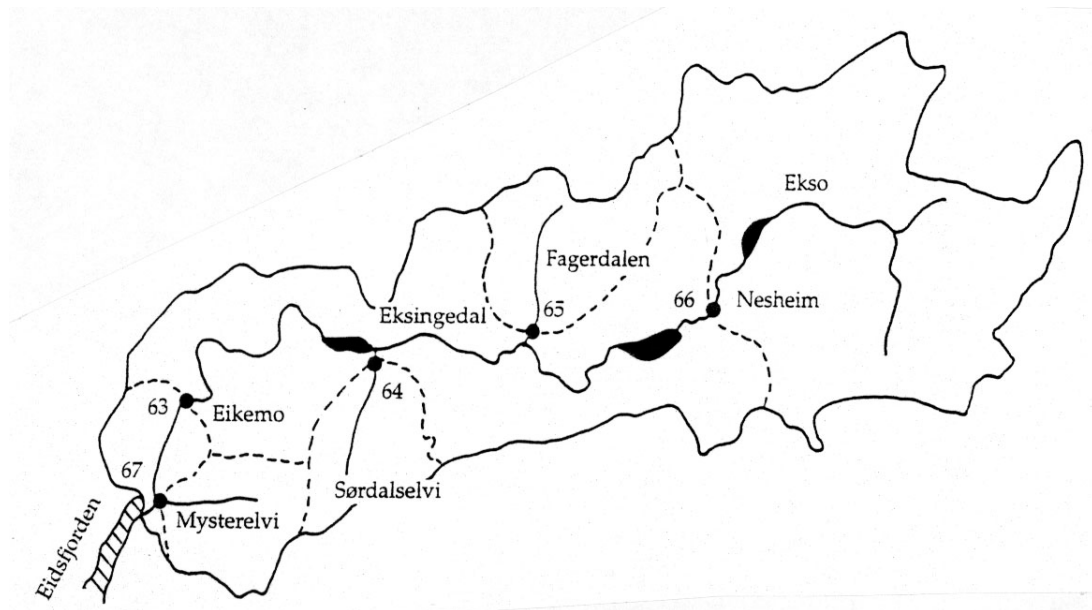 Ekso
Fagerdalen
65
66
Nesheim
Eksingedal
64
63
Eikemo
67
Sørdalselvi
Mysterelvi
Eidsfjorden